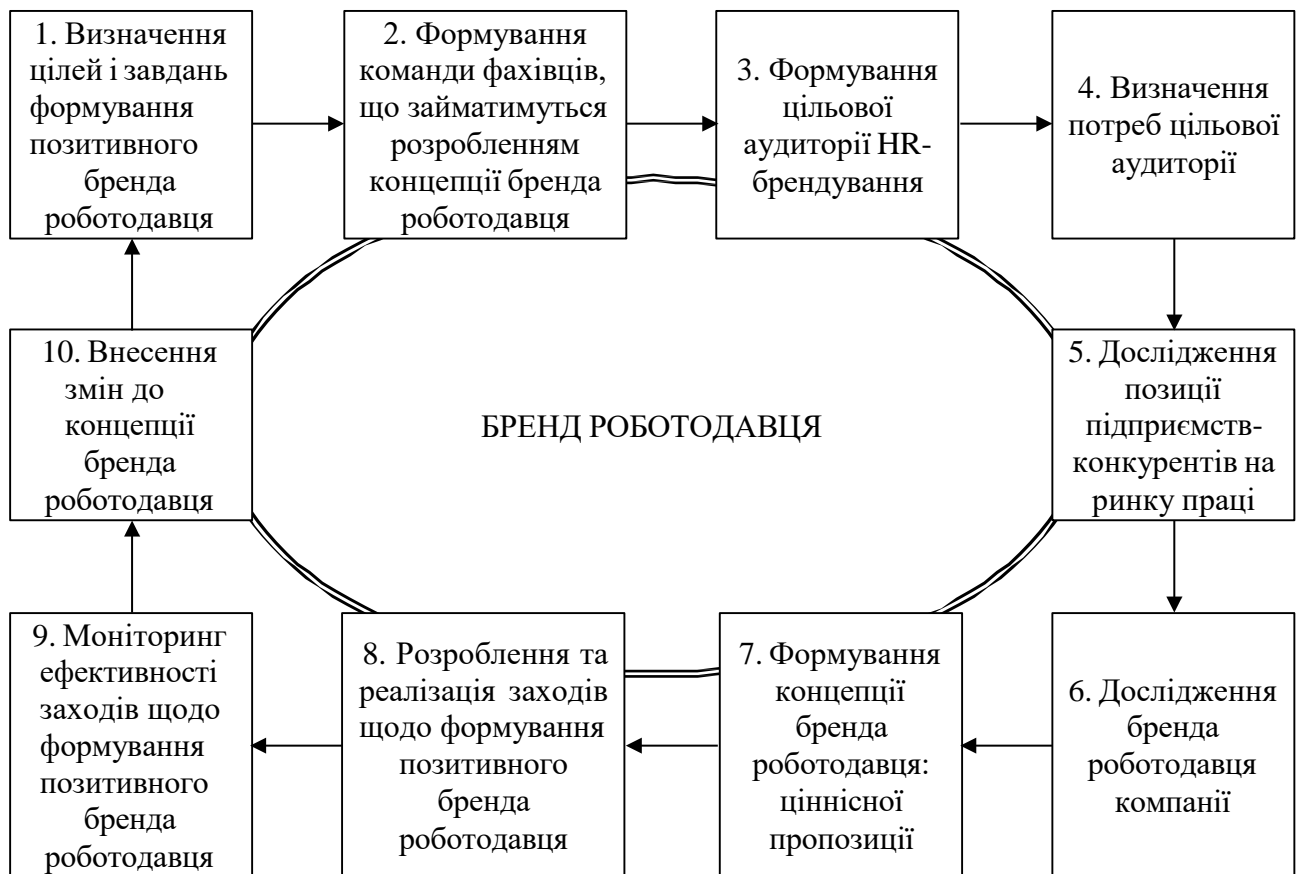 1. Визначення
цілей і завдань
формування
позитивного
бренда
роботодавця
2. Формування
команди фахівців,
що займатимуться
розробленням
концепції бренда
роботодавця
3. Формування
цільової
аудиторії HR-
брендування
4. Визначення
потреб цільової
аудиторії
5. Дослідження
позиції
підприємств-
конкурентів на
ринку праці
БРЕНД РОБОТОДАВЦЯ
6. Дослідження
бренда
роботодавця
компанії
7. Формування
концепції
бренда
роботодавця:
ціннісної
пропозиції
8. Розроблення та
реалізація заходів
щодо формування
позитивного
бренда
роботодавця
9. Моніторинг
ефективності
заходів щодо
формування
позитивного
бренда
роботодавця
10. Внесення
змін до
концепції
бренда
роботодавця